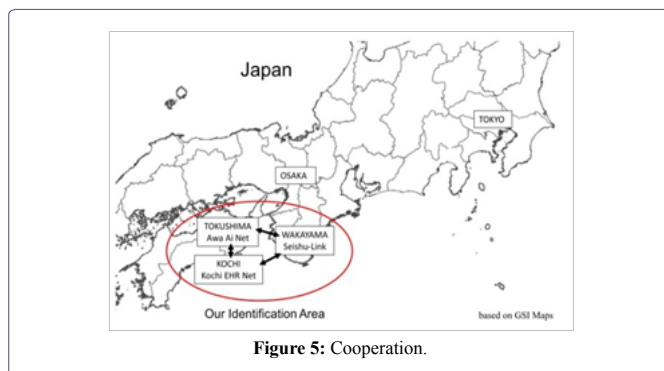 Japan
TOKYO
OSAKA
TOKUSHIMA
Awa Ai Net
WAKAYAMA
Seishu-Link
KOCHI
Kochi EHR Net
Our Identification Area
based on GSI Maps
Figure 5: Cooperation.